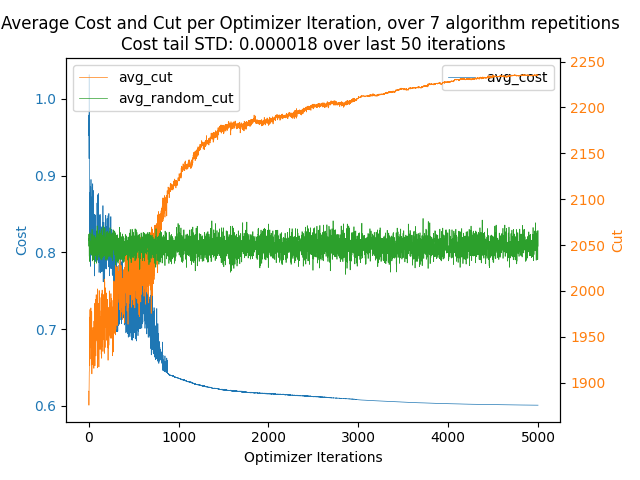 Average Cost and Cut per Optimizer Iteration, over 7 algorithm repetitions
Cost tail STD: 0.000018 over last 50 iterations
avg_cut
avg_random_cut
avg_cost
1.0
0.9
0.8
0.7
0.6
Cost
2250
2200
2150
2100
2050
2000
1950
1900
Cut
0
1000
2000
3000
4000
5000
Optimizer Iterations